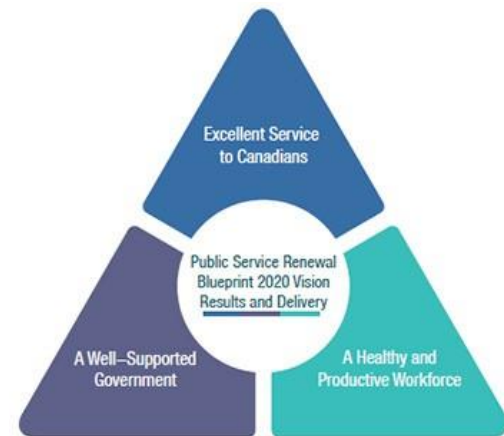 Excellent Service
to Canadians
Public Service Renewal
Blueprint 2020 Vision
Results and Delivery
A Well–Supported
Government
A Healthy and
Productive Workforce